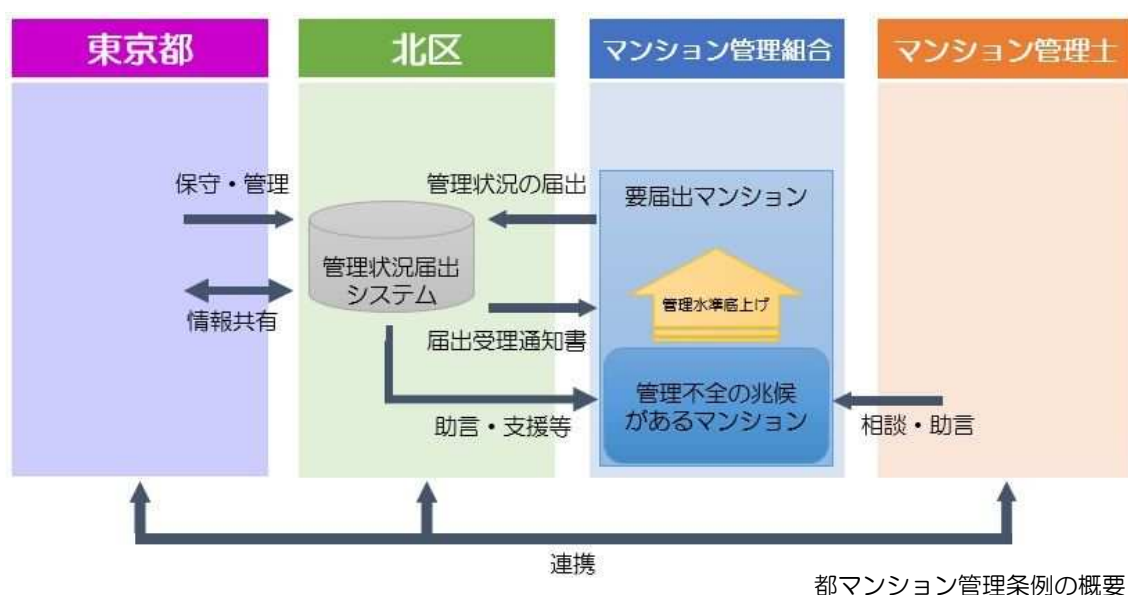 東京都
北区
マンション管理組合
マンション管理士
保守・管理
管理状況の届出
要届出マンション
管理状況届出
システム
管理水準底上げ
情報共有
届出受理通知書
管理不全の兆候
があるマンション
助言・支援等
相談・助言
連携
都マンション管理条例の概要